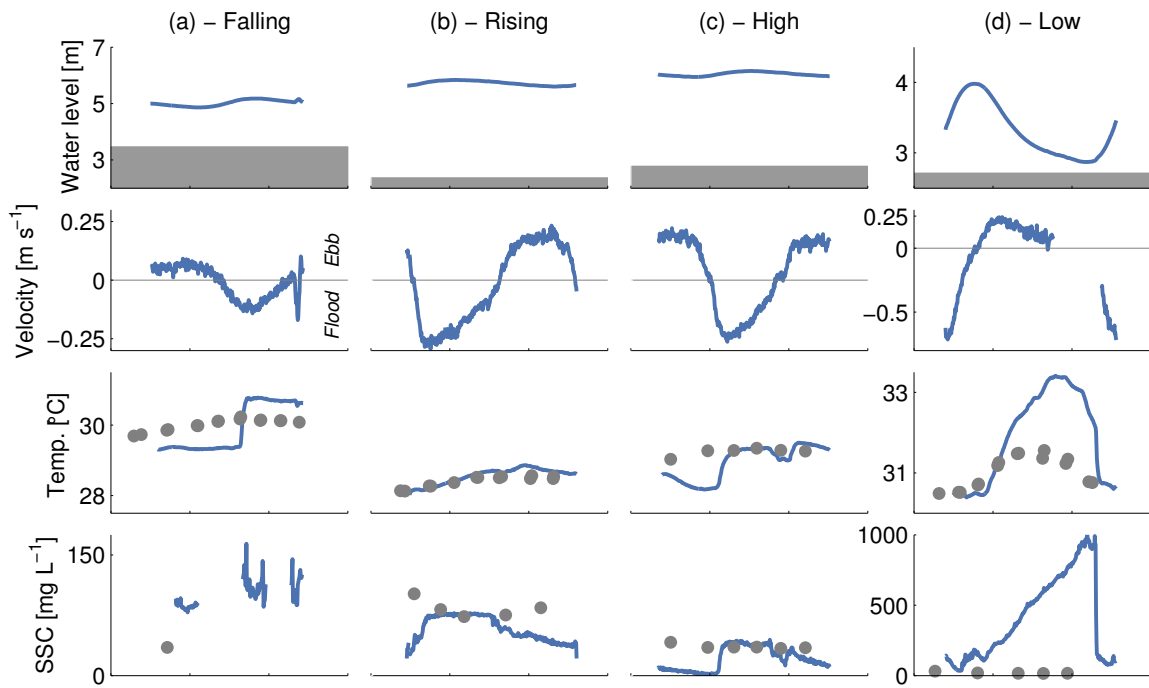 (a) − Falling
(b) − Rising
(c) − High
(d) − Low
Water level [m]
7
5
3
4
3
Velocity [m s−1]
0.25
0
−0.25
Ebb
Flood
0.25
0
−0.5
Temp. [ºC]
30
28
33
31
SSC [mg L−1]
150
0
1000
500
0